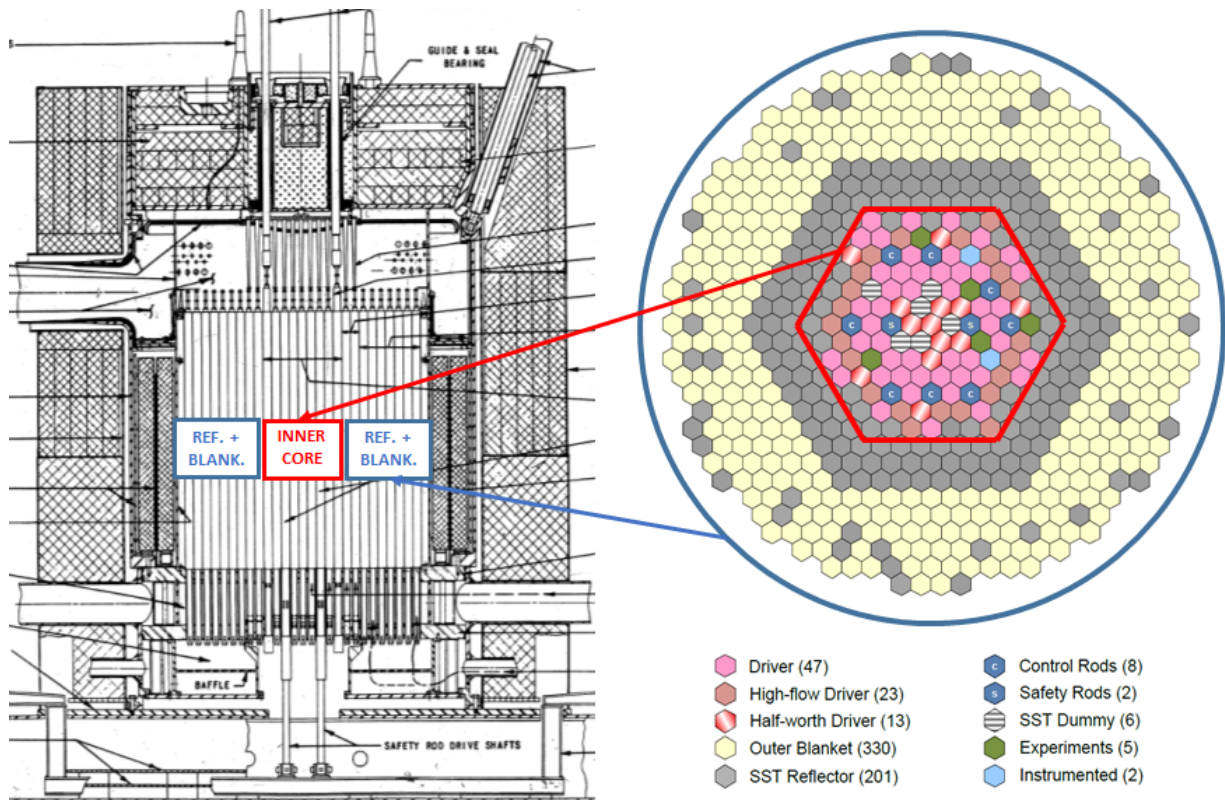 S
GUIDE & SEAL
BEARING
REF. +
BLANK.
INNER
CORE
REF. +
BLANK.
BAFFLE
SAFETY ROD DRIVE SHAFTS
C
C
C
C
S
S
C
C
C
C
Driver (47)
High-flow Driver (23)
Half-worth Driver (13)
Outer Blanket (330)
SST Reflector (201)
C
Control Rods (8)
S
Safety Rods (2)
SST Dummy (6)
Experiments (5)
Instrumented (2)